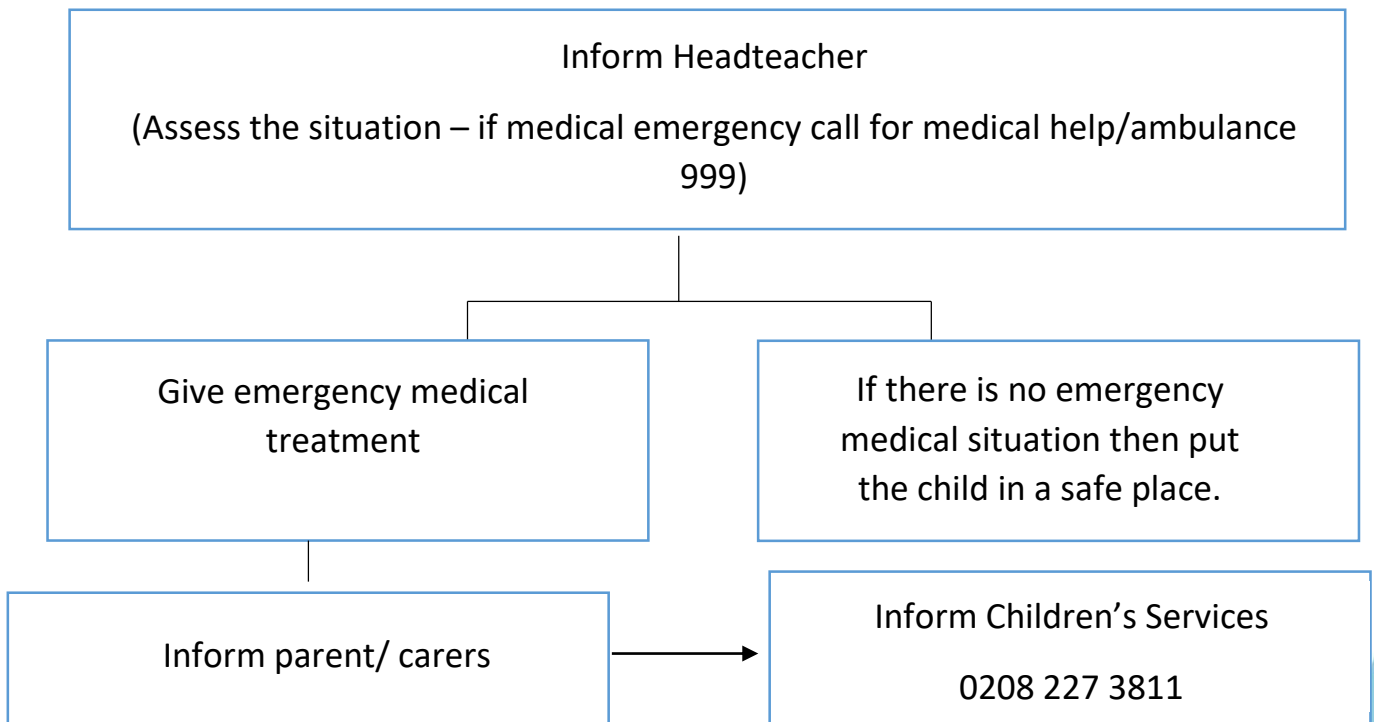 Inform Headteacher
(Assess the situation – if medical emergency call for medical help/ambulance
999)
Give emergency medical
treatment
If there is no emergency
medical situation then put
the child in a safe place.
Inform parent/ carers
Inform Children’s Services
0208 227 3811